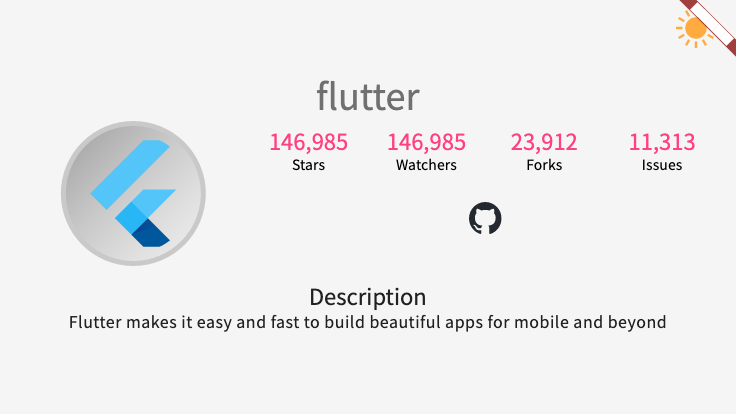 flutter
146,985 146,985 23,912 11,313
Stars Watchers Forks Issues
Description
Flutter makes it easy and fast to build beautiful apps for mobile and beyond